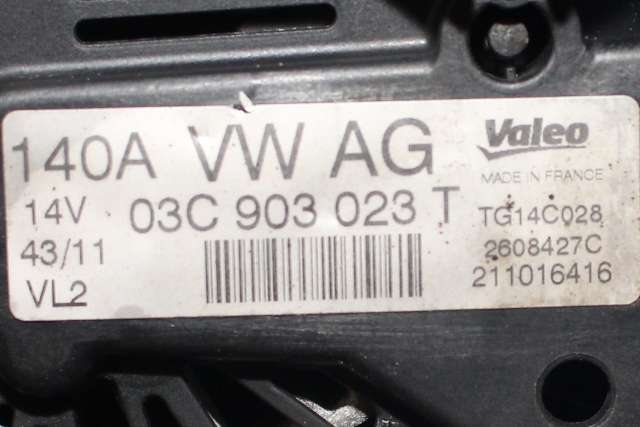 140A VW AG
14V 03C 903 023 T
43/11
VL2
Valeo
MADE IN FRANCE
TG14C028
2608427C
211016416